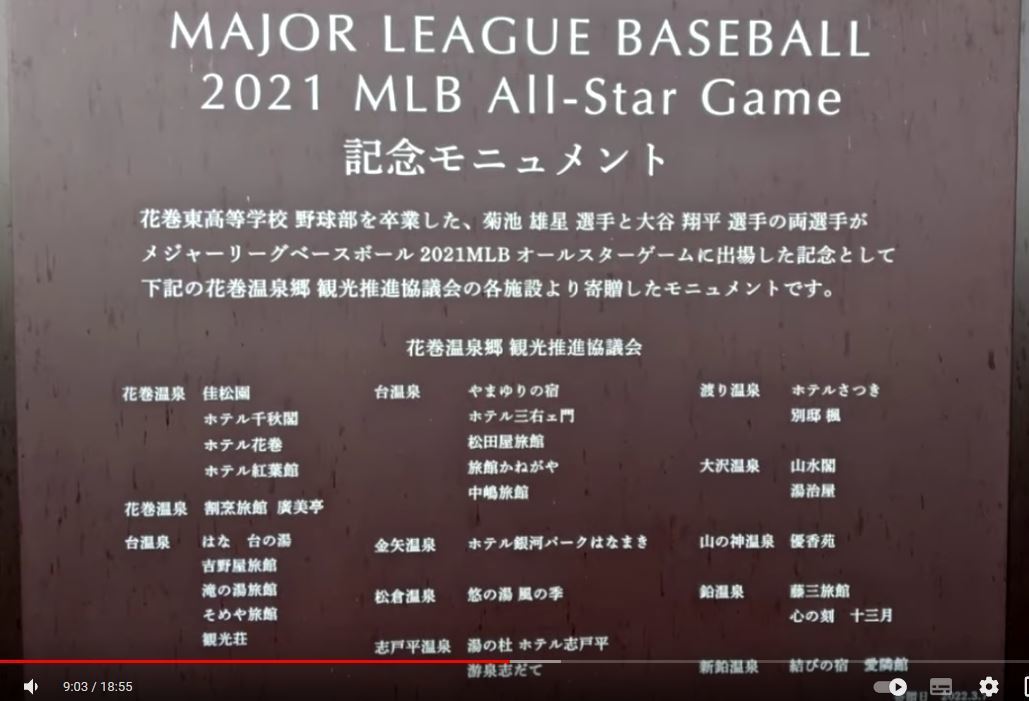 MAJOR LEAGUE BASEBALL
2021 MLB All-Star Game
記念モニュメント
花巻東高等学校 野球部を卒業した、菊池 雄星 選手と大谷 翔平 選手の両選手が
メジャーリーグベースボール 2021MLB オールスターゲームに出場した記念として
下記の花巻温泉郷 観光推進協議会の各施設より寄贈したモニュメントです。
花巻温泉郷 観光推進協議会
花巻温泉 佳松園
ホテル千秋閣
ホテル花巻
ホテル紅葉館
花巻温泉 割烹旅館 廣美亭
台温泉 はな 台の湯
吉野屋旅館
滝の湯旅館
そめや旅館
観光荘
台温泉 やまゆりの宿
ホテル三右ェ門
松田屋旅館
旅館かねがや
中嶋旅館
金矢温泉 ホテル銀河パークはなまき
松倉温泉 悠の湯 風の季
志戸平温泉 湯の杜 ホテル志戸平
游泉志だて
渡り温泉 ホテルさつき
別邸 楓
大沢温泉 山水閣
湯治屋
山の神温泉 優香苑
鉛温泉 藤三旅館
心の刻 十三月
新鉛温泉 結びの宿 愛隣館
9:03 / 18:55